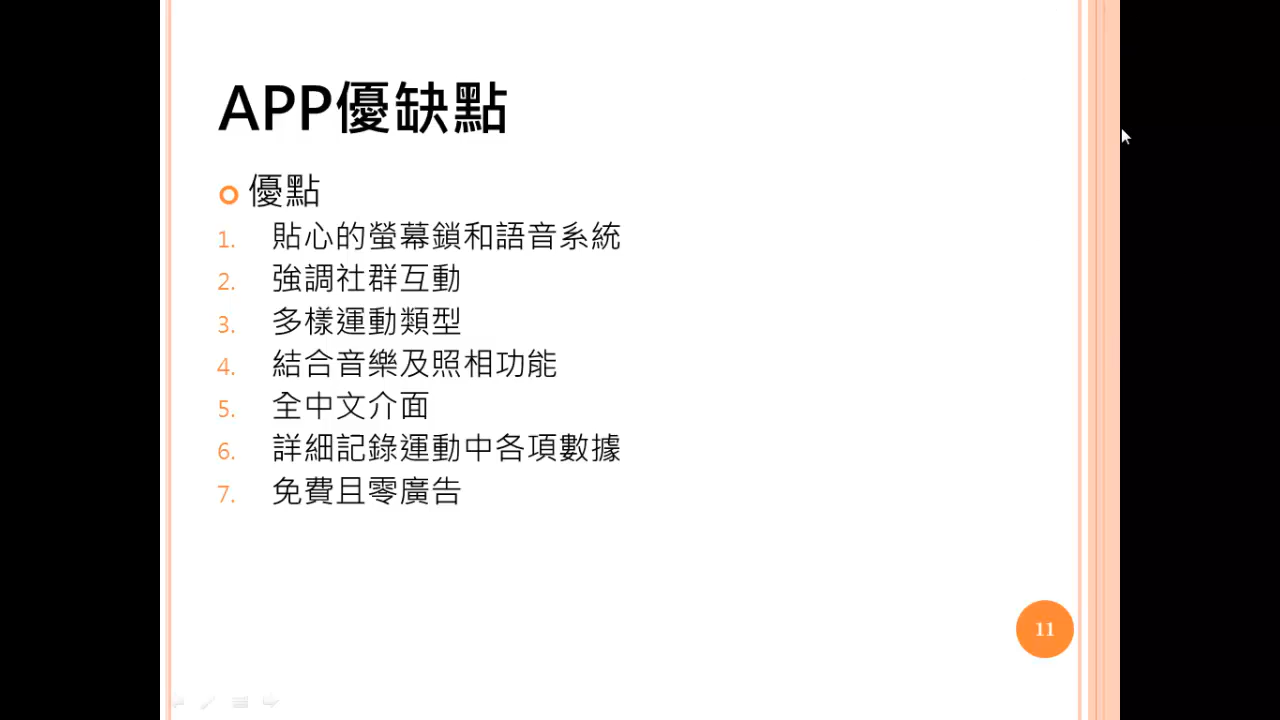 APP優缺點
優點
1. 貼心的螢幕鎖和語音系統
2. 強調社群互動
3. 多樣運動類型
4. 結合音樂及照相功能
5. 全中文介面
6. 詳細記錄運動中各項數據
7. 免費且零廣告
11